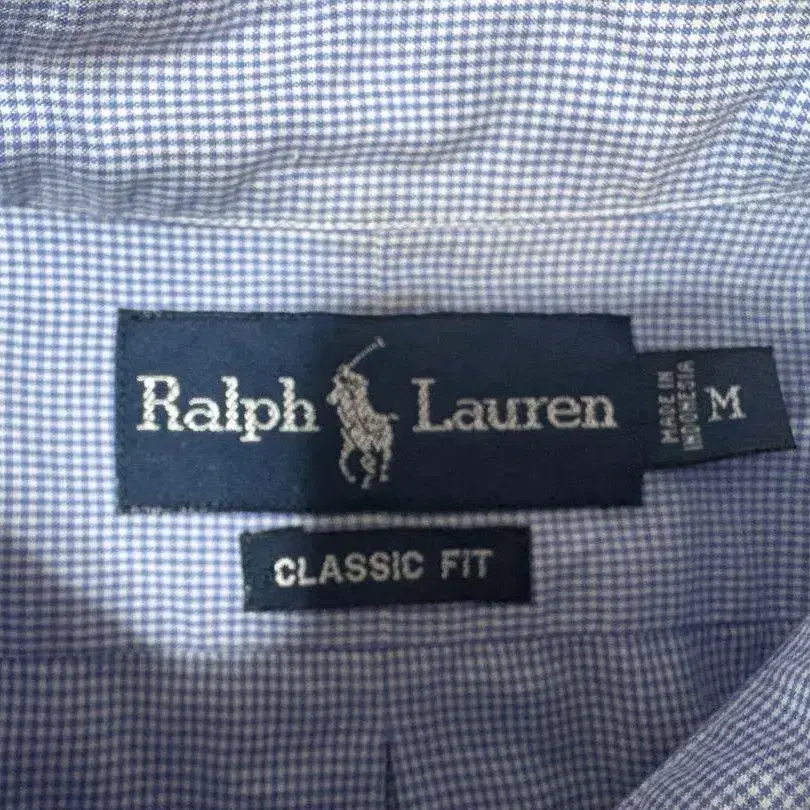 Ralph Lauren
MADE IN
INDONESIA
M
CLASSIC FIT